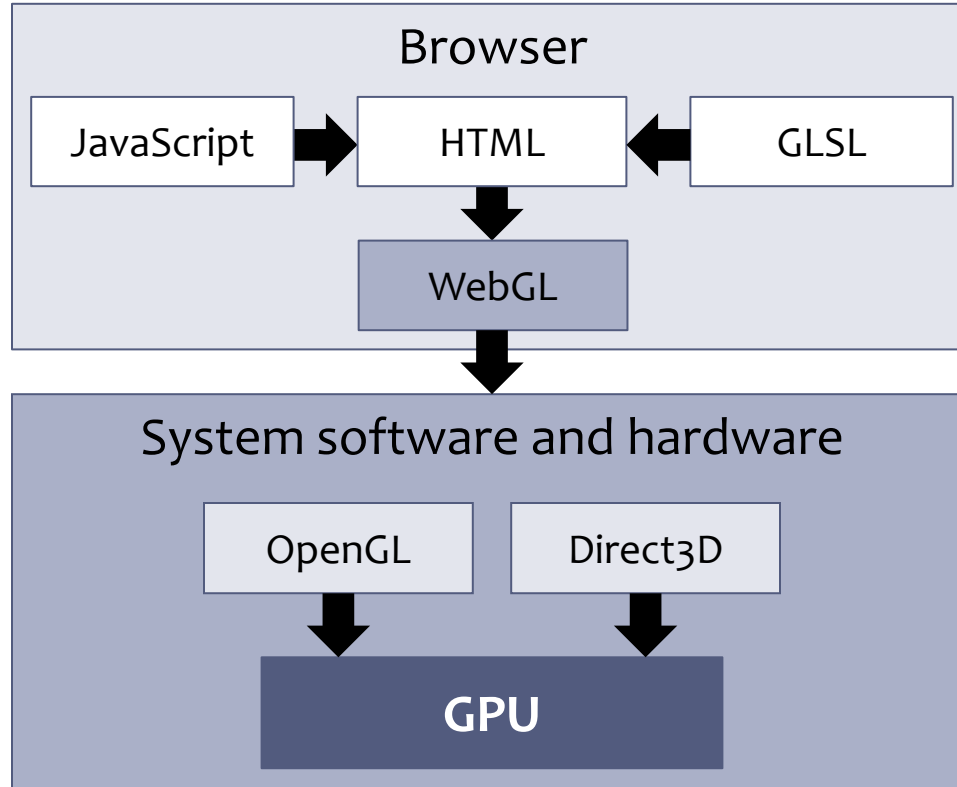 Browser
JavaScript
HTML
GLSL
WebGL
System software and hardware
OpenGL
Direct3D
GPU